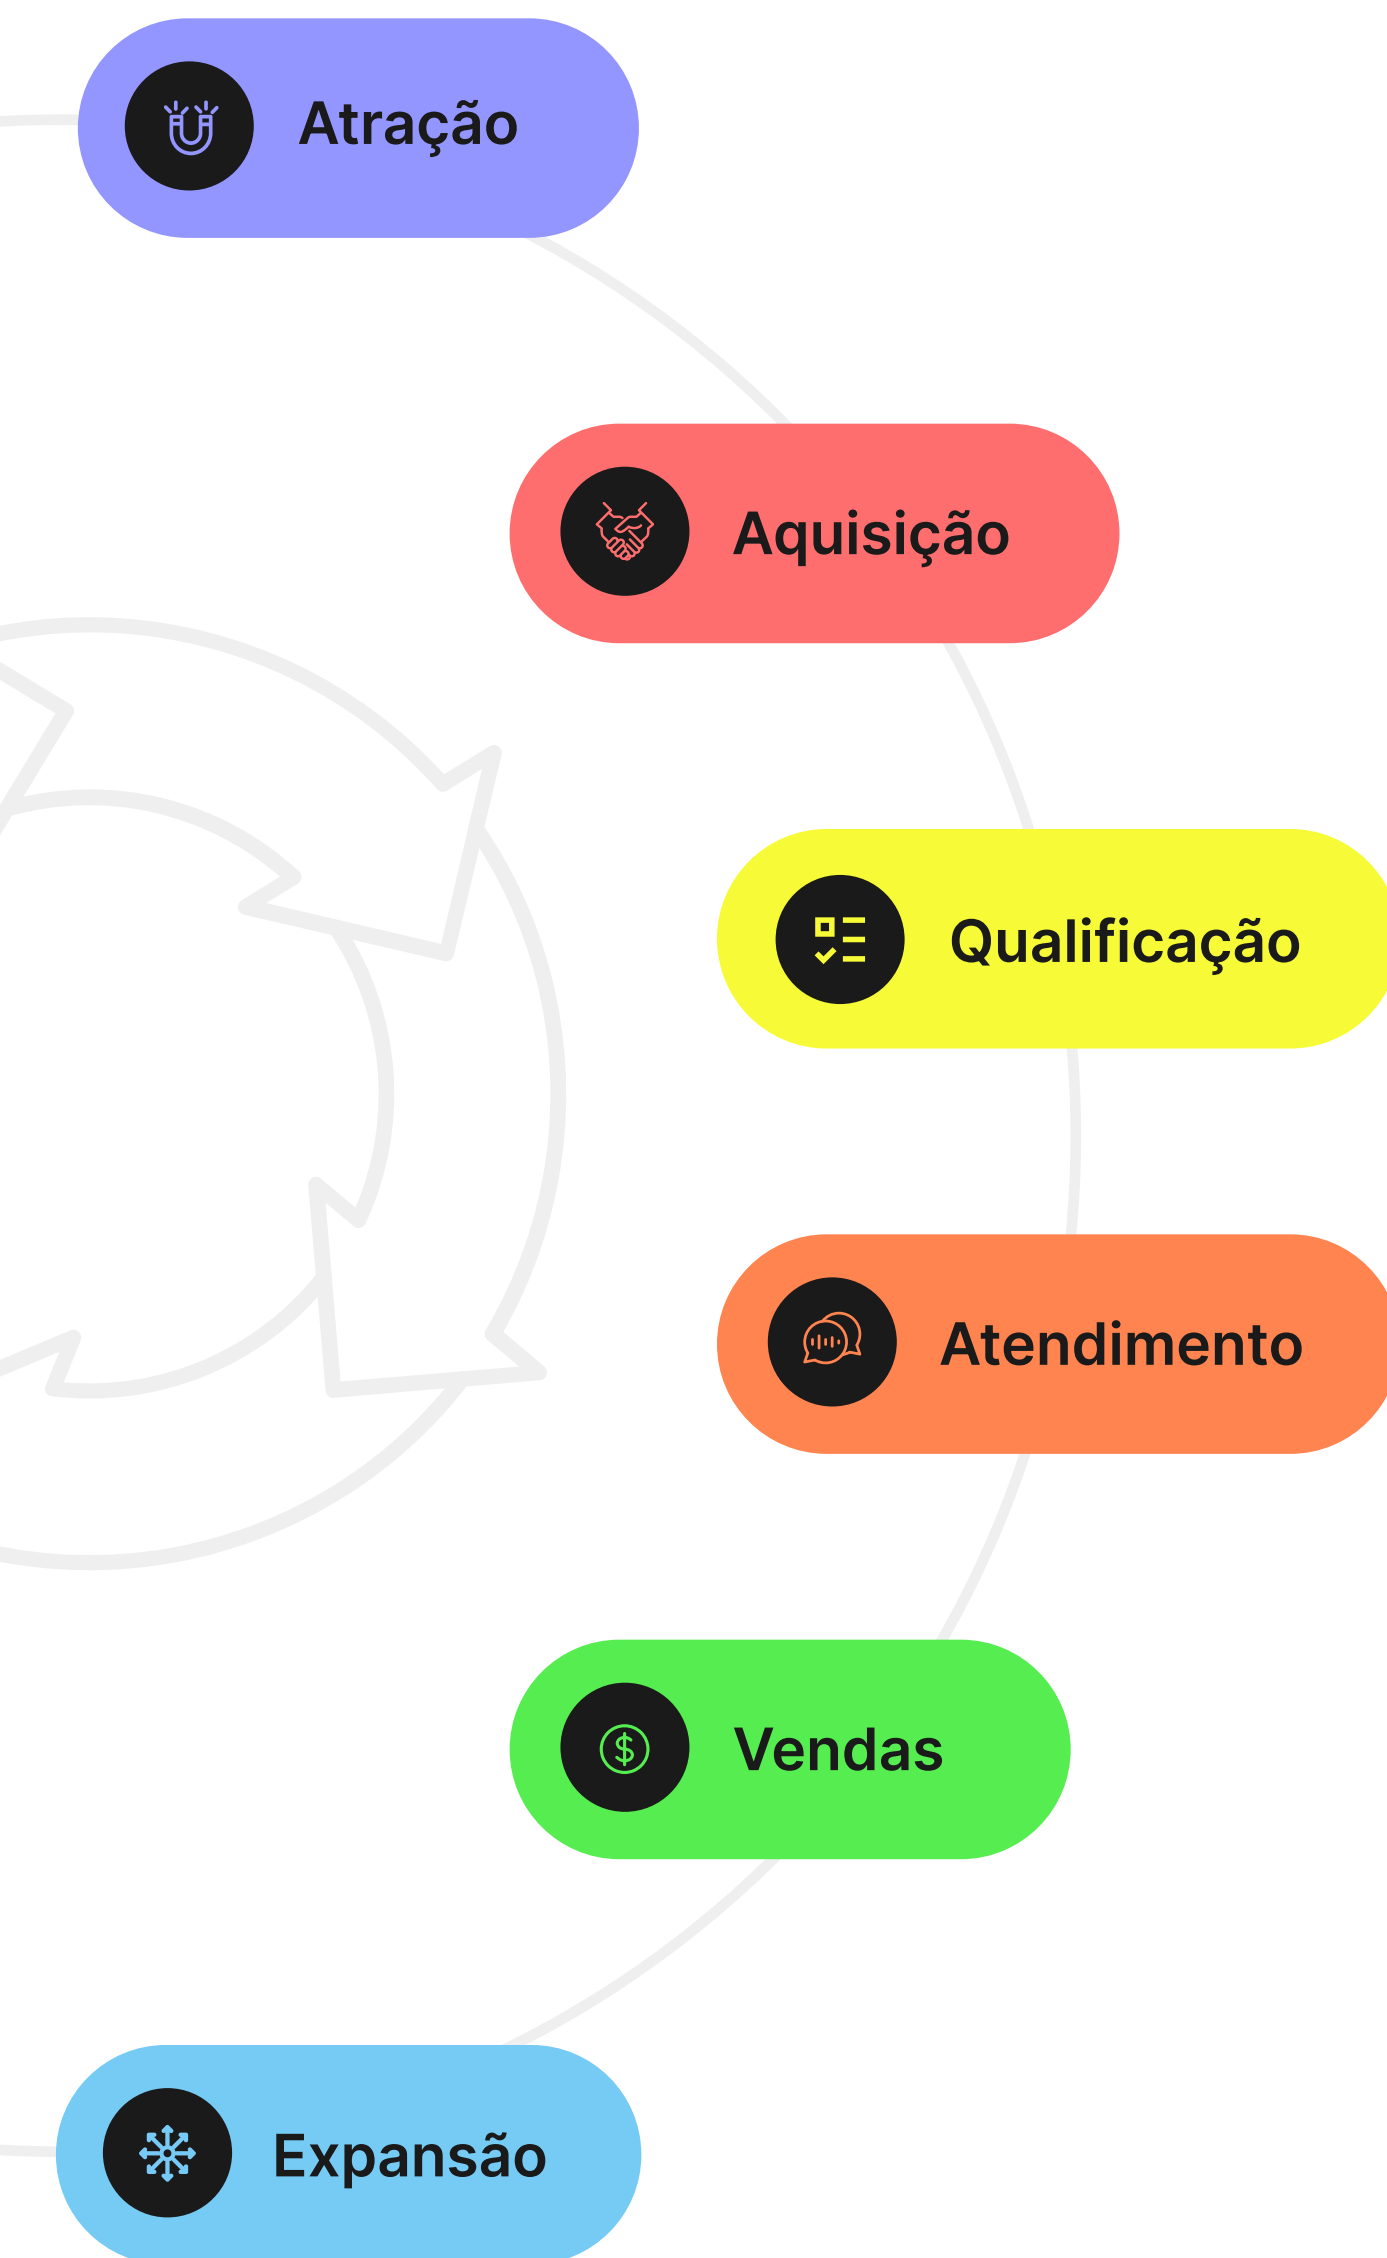 Atração
Aquisição
Qualificação
Atendimento
Vendas
Expansão